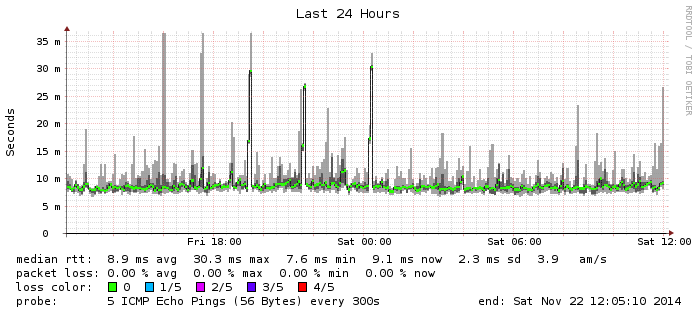 Last 24 Hours
RRDTOOL / TOBI OETIKER
Seconds
35 m
30 m
25 m
20 m
15 m
10 m
5 m
0
Fri 18:00 Sat 00:00 Sat 06:00 Sat 12:00
median rtt: 8.9 ms avg 30.3 ms max 7.6 ms min 9.1 ms now 2.3 ms sd 3.9 am/s
packet loss: 0.00 % avg 0.00 % max 0.00 % min 0.00 % now
loss color: 0 1/5 2/5 3/5 4/5
probe: 5 ICMP Echo Pings (56 Bytes) every 300s end: Sat Nov 22 12:05:10 2014